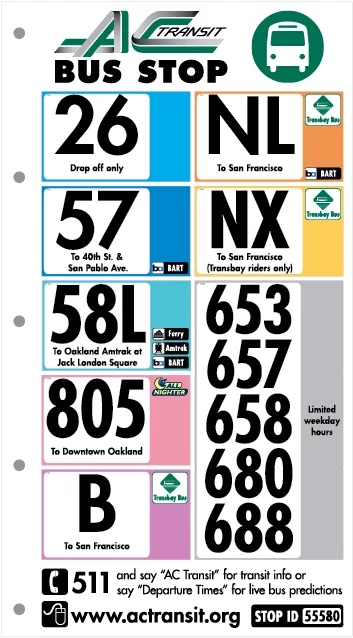 AC TRANSIT
BUS STOP
26
Drop off only
NL
Transbay Bus
To San Francisco
BART
57
To 40th St. &
San Pablo Ave.
BART
NX
Transbay Bus
To San Francisco
(Transbay riders only)
58L
To Oakland Amtrak at
Jack London Square
Ferry
Amtrak
BART
805
ALL
NIGHTER
To Downtown Oakland
B
Transbay Bus
To San Francisco
653
657
658
680
688
Limited
weekday
hours
511 and say “AC Transit” for transit info or
say “Departure Times” for live bus predictions
www.actransit.org STOP ID 55580